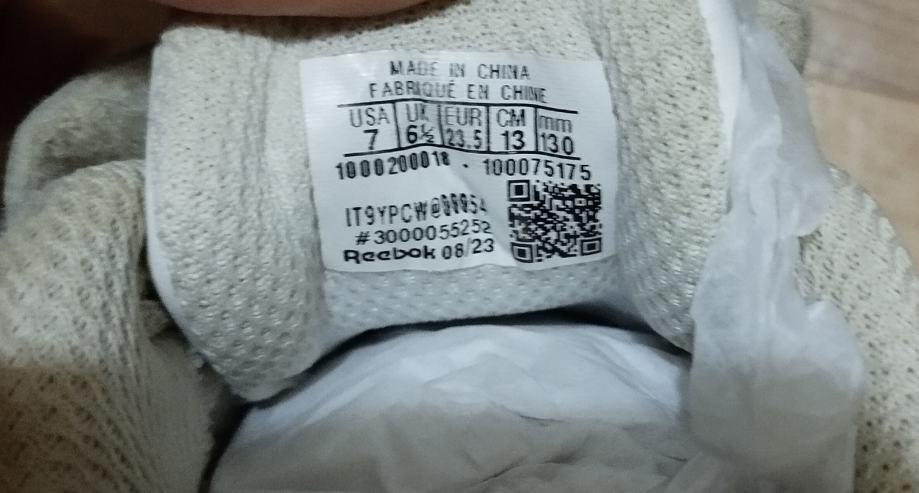 MADE IN CHINA
FABRIQUÉ EN CHINE
USA UK EUR CM mm
7 6½ 23.5 13 130
1000200018 · 100075175
#3000055252
Reebok 08/23